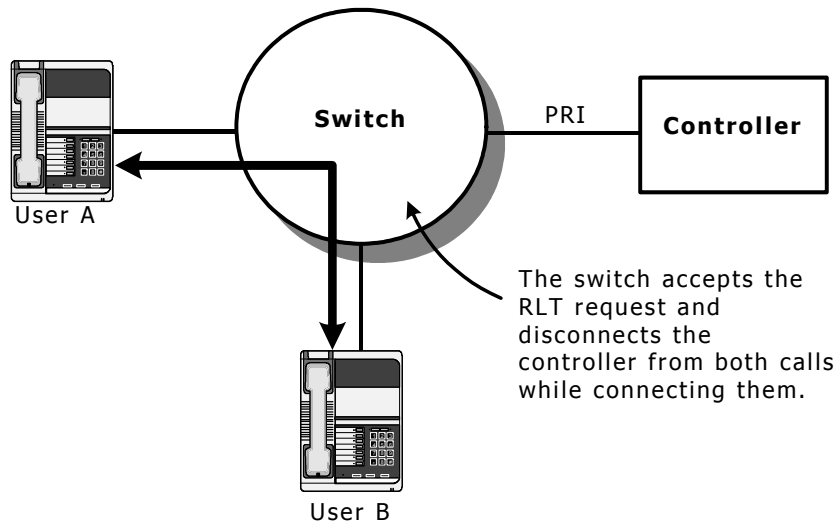 Switch
PRI
Controller
User A
The switch accepts the
RLT request and
disconnects the
controller from both calls
while connecting them.
User B